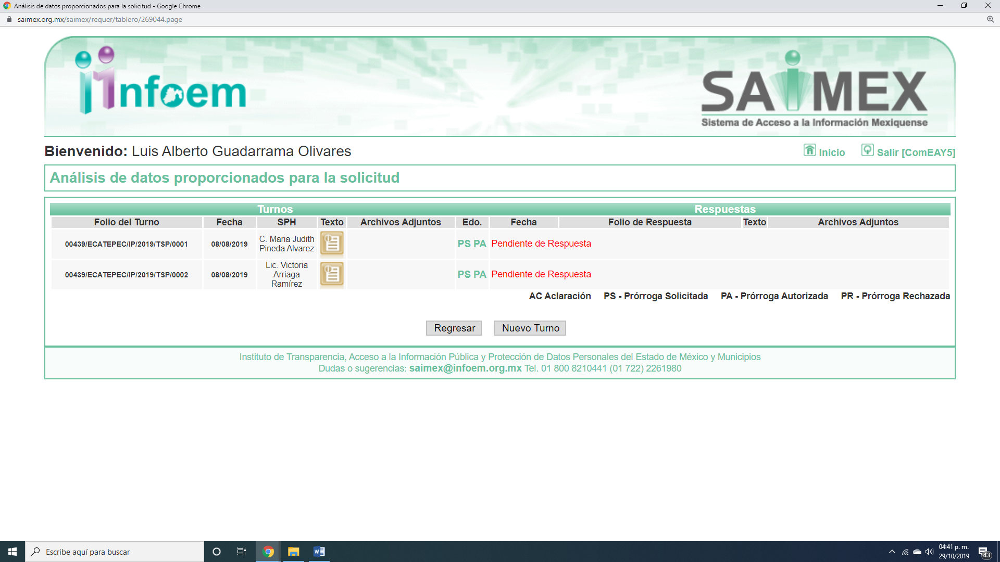 Análisis de datos proporcionados para la solicitud - Google Chrome
saimex.org.mx/saimex/requer/tablero/269044.page
infoem
SAIMEX
Sistema de Acceso a la Información Mexiquense
Bienvenido: Luis Alberto Guadarrama Olivares
Inicio Salir [ComEAY5]
Análisis de datos proporcionados para la solicitud
Turnos Respuestas
Folio del Turno Fecha SPH Texto Archivos Adjuntos Edo. Fecha Folio de Respuesta Texto Archivos Adjuntos
00439/ECATEPEC/IP/2019/TSP/0001 08/08/2019 C. Maria Judith Pineda Alvarez PS PA Pendiente de Respuesta
00439/ECATEPEC/IP/2019/TSP/0002 08/08/2019 Lic. Victoria Arriaga Ramírez PS PA Pendiente de Respuesta
AC Aclaración PS - Prórroga Solicitada PA - Prórroga Autorizada PR - Prórroga Rechazada
Regresar Nuevo Turno
Instituto de Transparencia, Acceso a la Información Pública y Protección de Datos Personales del Estado de México y Municipios
Dudas o sugerencias: saimex@infoem.org.mx Tel. 01 800 8210441 (01 722) 2261980
Escribe aquí para buscar
04:41 p. m.
29/10/2019
43